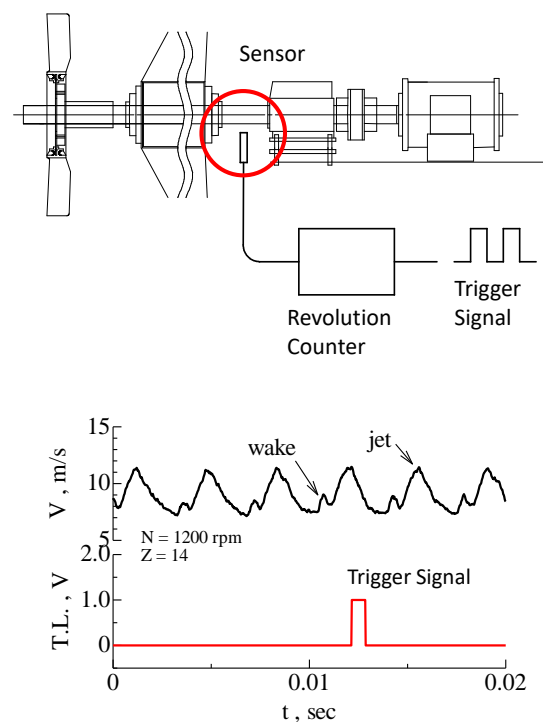 Sensor
Revolution
Counter
Trigger
Signal
15
10
5
V , m/s
wake
jet
N = 1200 rpm
Z = 14
2.0
1.0
0
T.L. , V
Trigger Signal
0
0.01
0.02
t , sec